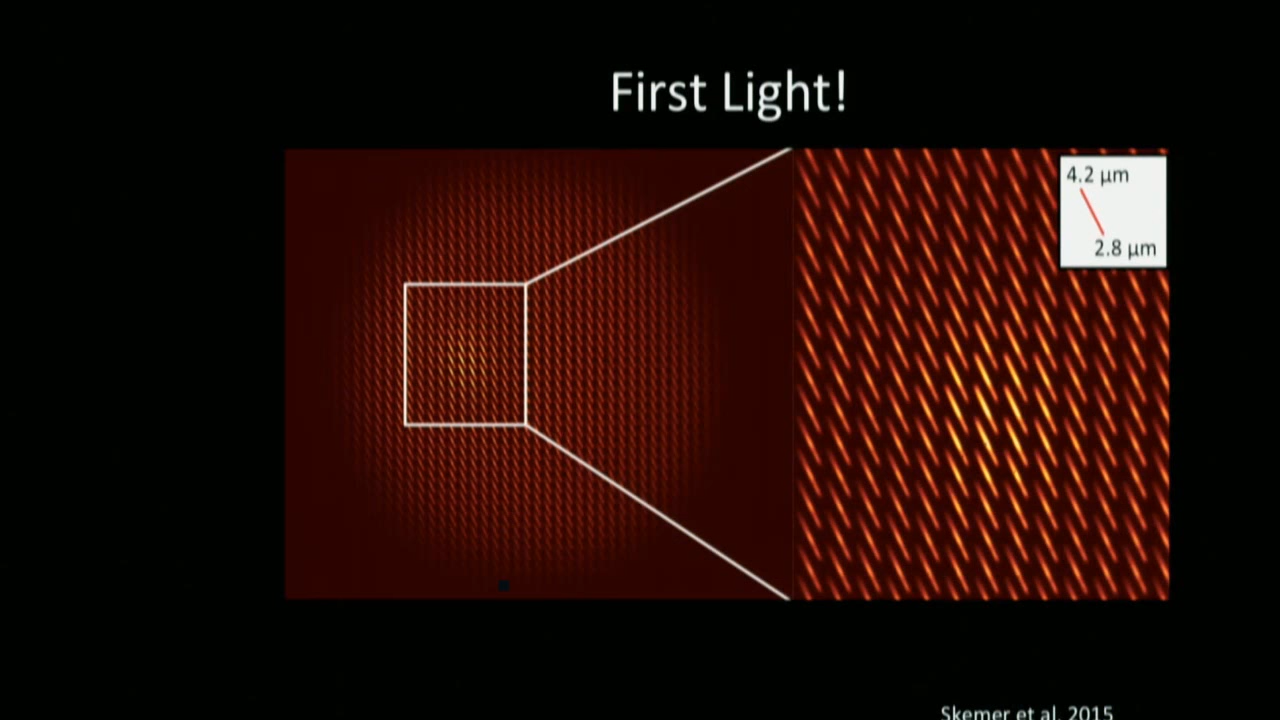 First Light!
4.2 μm
2.8 μm
Skemer et al. 2015